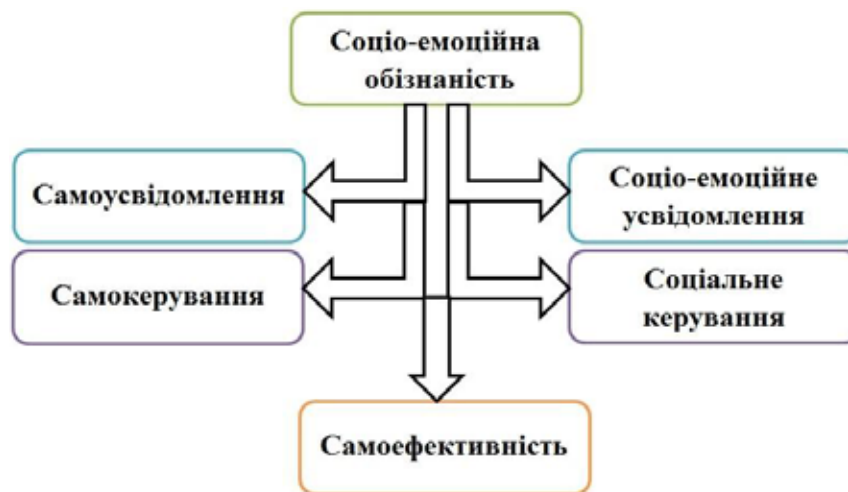 Соціо-емоційна
обізнаність
Самоусвідомлення
Соціо-емоційне
усвідомлення
Самокерування
Соціальне
керування
Самоефективність